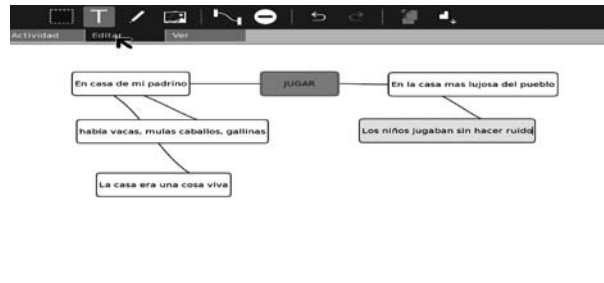 Actividad Editar Ver
En casa de mi padrino JUGAR En la casa mas lujosa del pueblo
había vacas, mulas caballos, gallinas Los niños jugaban sin hacer ruido
La casa era una cosa viva